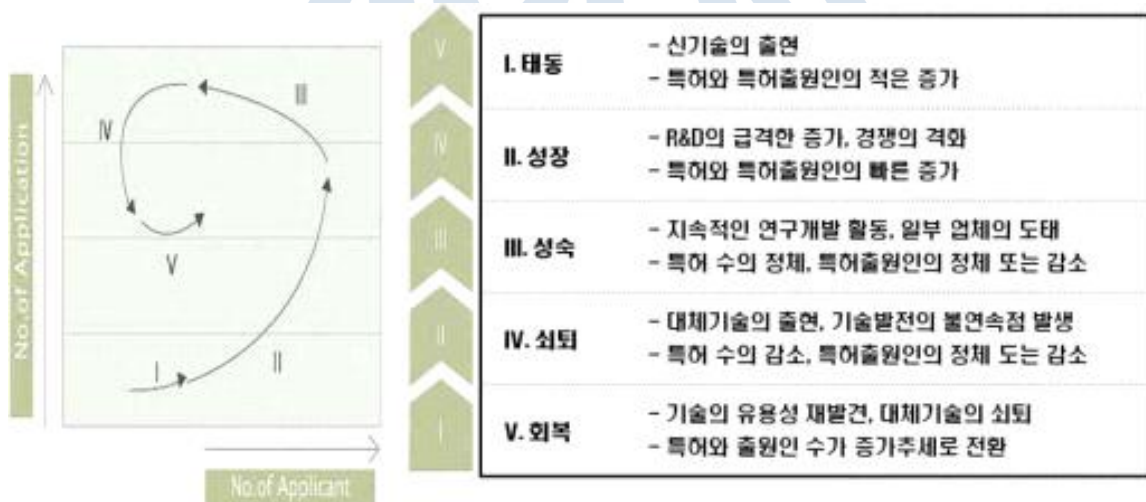 No.of Application
No.of Applicant
I
II
III
IV
V
V
IV
III
II
I
I. 태동
- 신기술의 출현
- 특허와 특허출원인의 적은 증가
II. 성장
- R&D의 급격한 증가, 경쟁의 격화
- 특허와 특허출원인의 빠른 증가
III. 성숙
- 지속적인 연구개발 활동, 일부 업체의 도태
- 특허 수의 정체, 특허출원인의 정체 또는 감소
IV. 쇠퇴
- 대체기술의 출현, 기술발전의 불연속점 발생
- 특허 수의 감소, 특허출원인의 정체 도는 감소
V. 회복
- 기술의 유용성 재발견, 대체기술의 쇠퇴
- 특허와 출원인 수가 증가추세로 전환